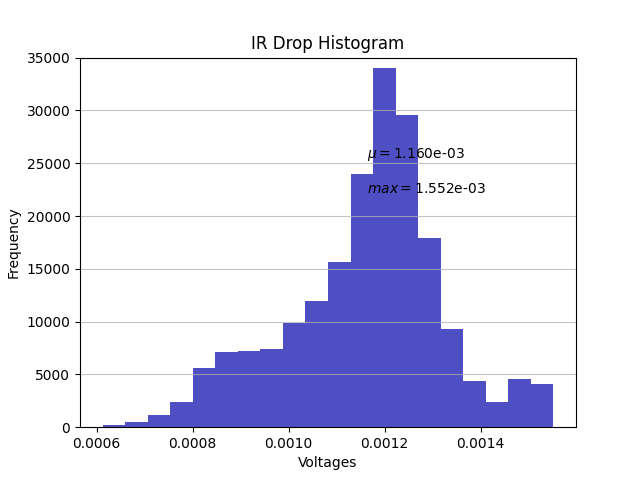 IR Drop Histogram
35000
30000
25000
20000
15000
10000
5000
0
μ = 1.160e-03
max = 1.552e-03
Frequency
0.0006 0.0008 0.0010 0.0012 0.0014
Voltages